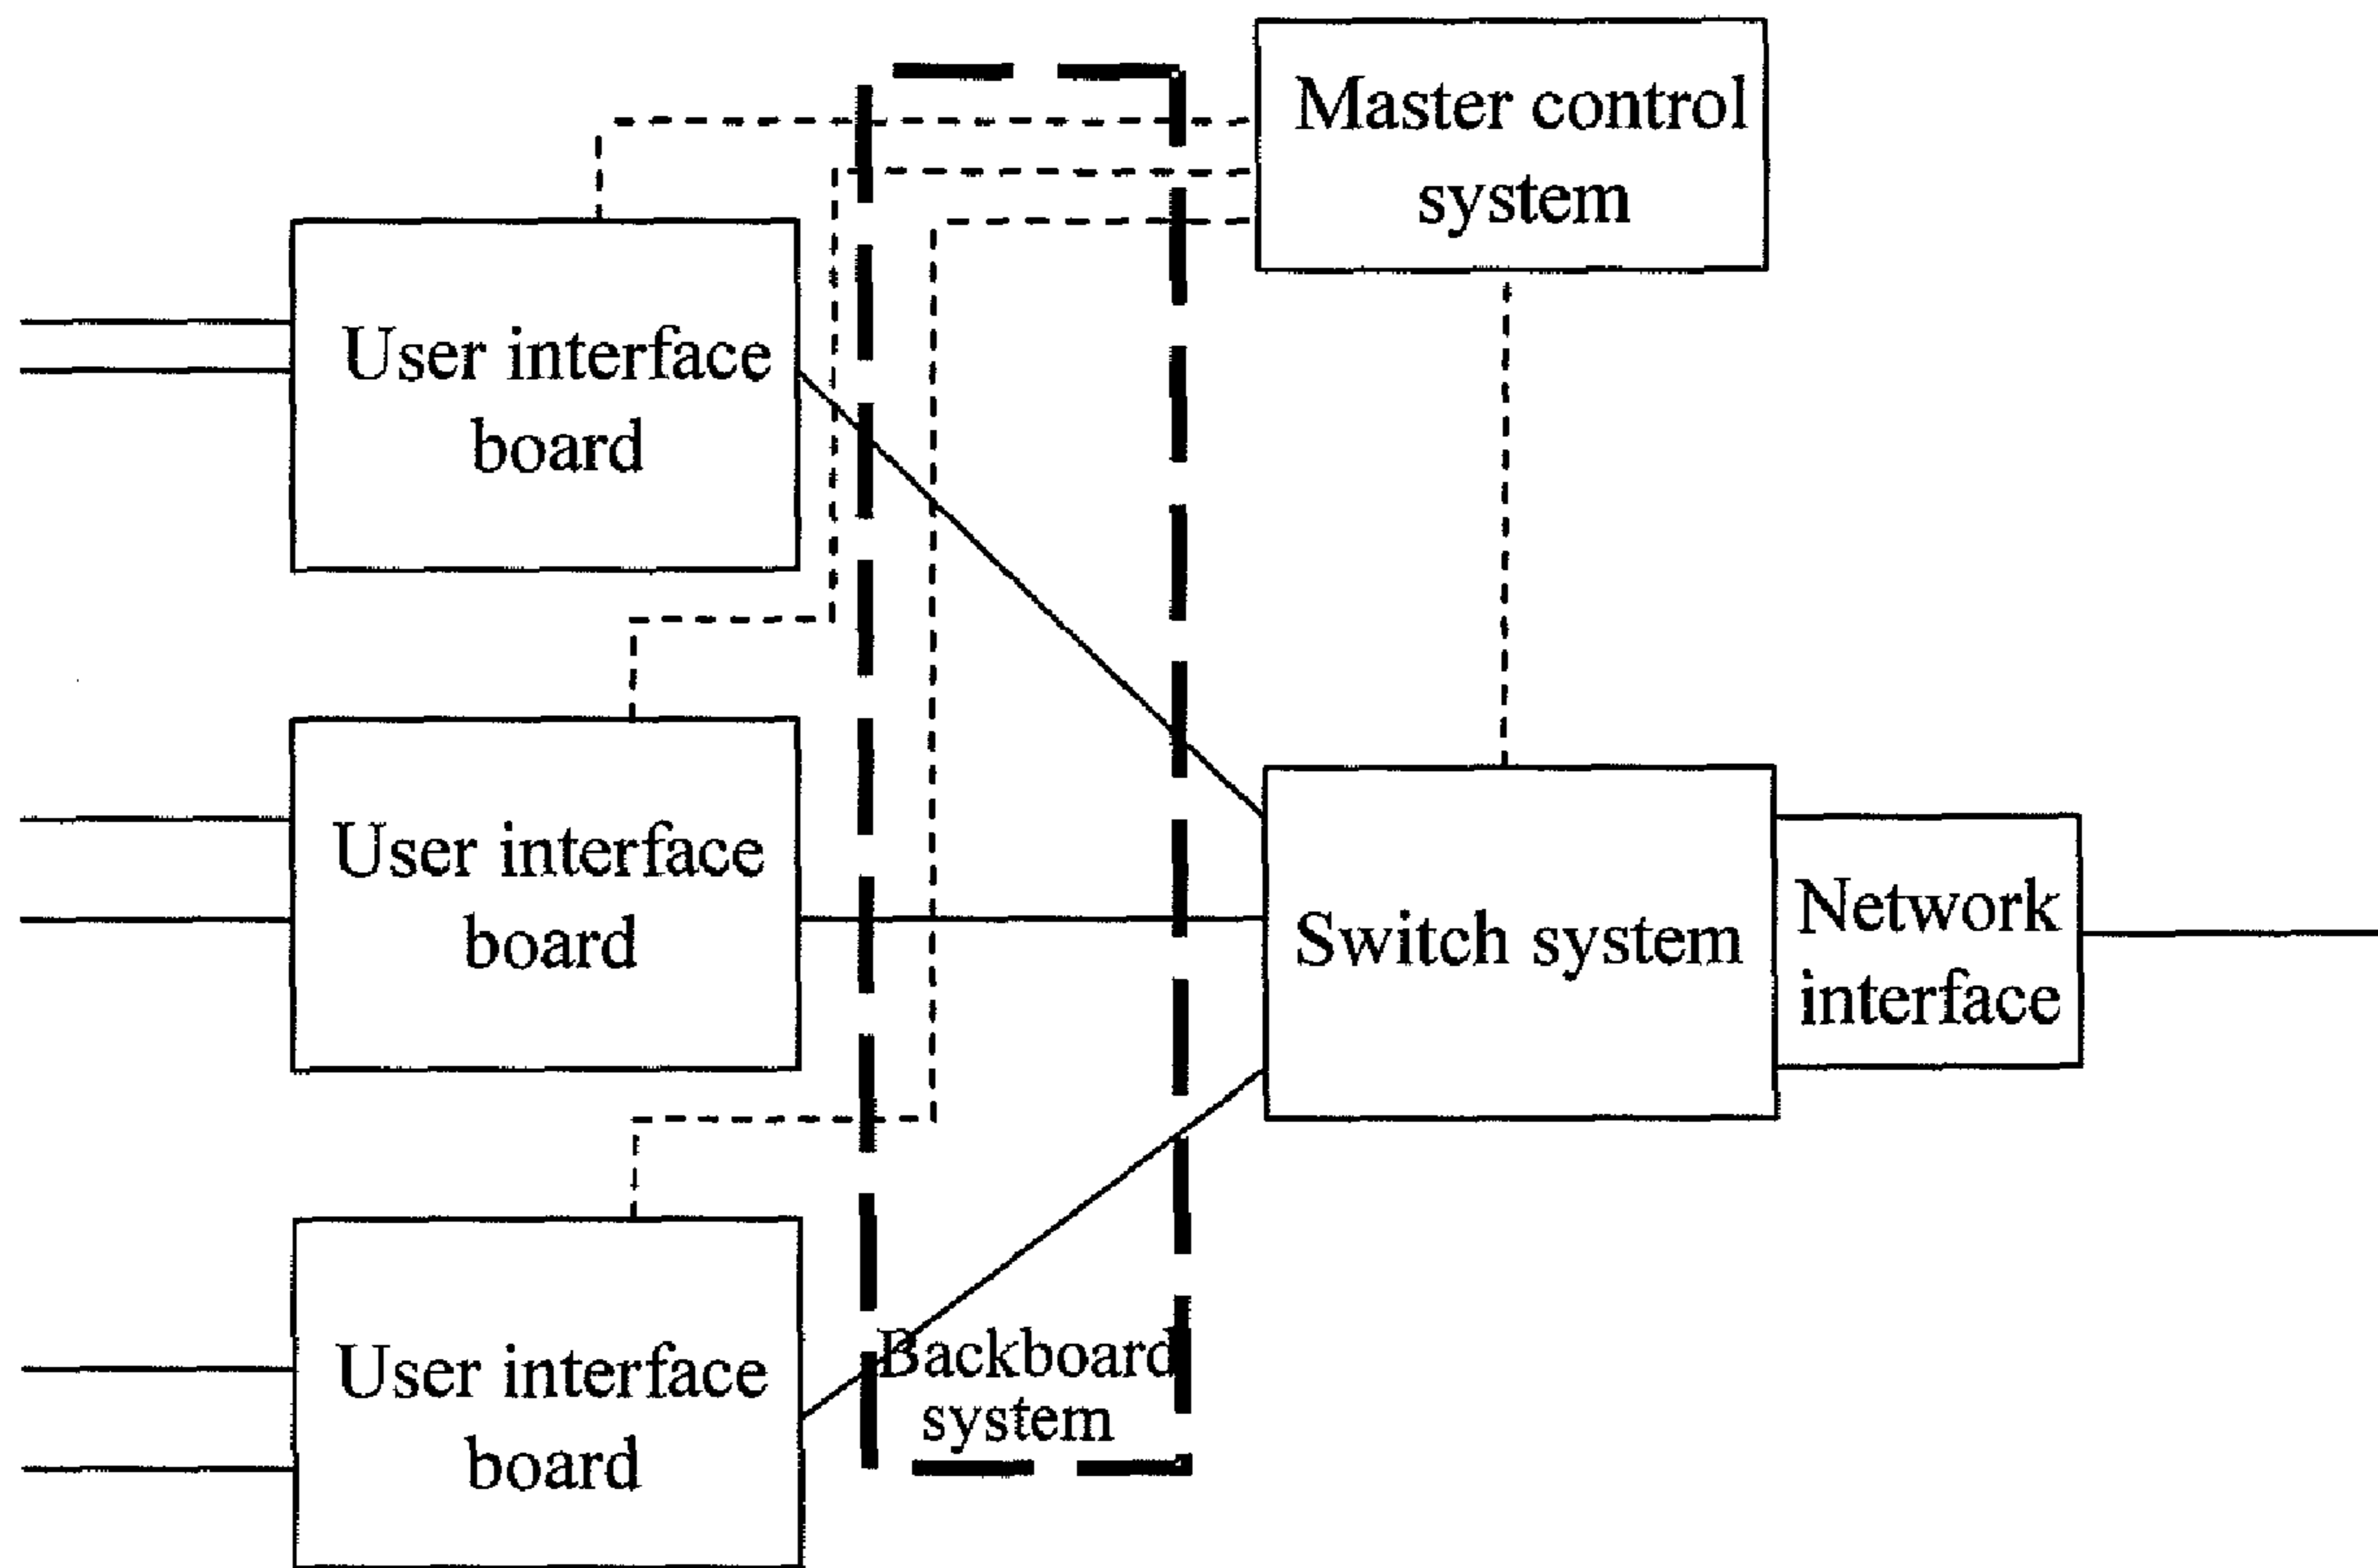 Master control
system
User interface
board
User interface
board
Switch system
Network
interface
User interface
board
Backboard
system